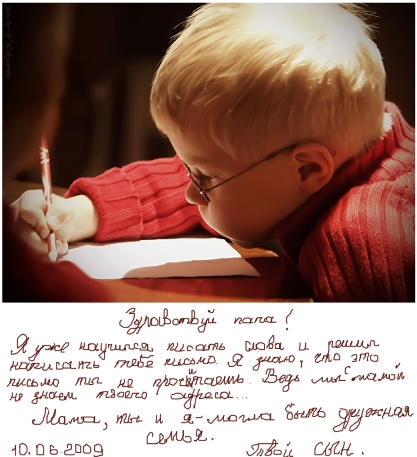 Здравствуй папа!
Я уже научился писать слова и решил
написать тебе письмо. Я знаю, что это
письмо ты не прочитаешь. Ведь мы с мамой
не знаем твоего адреса...
Мама, ты и я - могла быть дружная
семья.
10.06.2009 Твой сын.